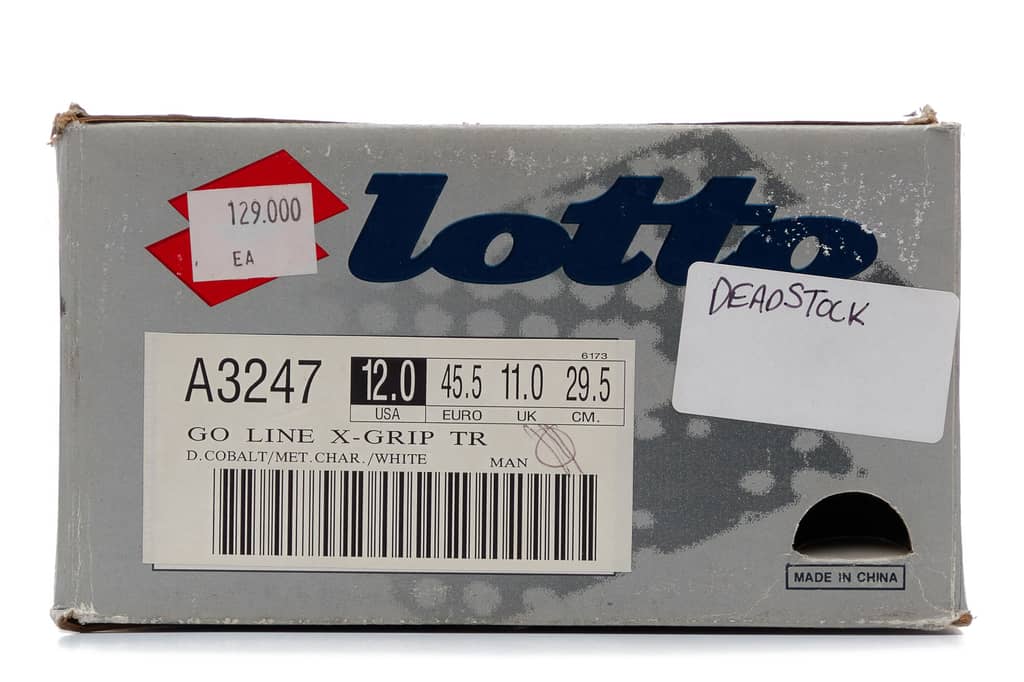 129.000
EA
lotto
DEADSTOCK
6173
A3247 12.0 45.5 11.0 29.5
USA EURO UK CM.
GO LINE X-GRIP TR
D.COBALT/MET.CHAR./WHITE MAN
MADE IN CHINA